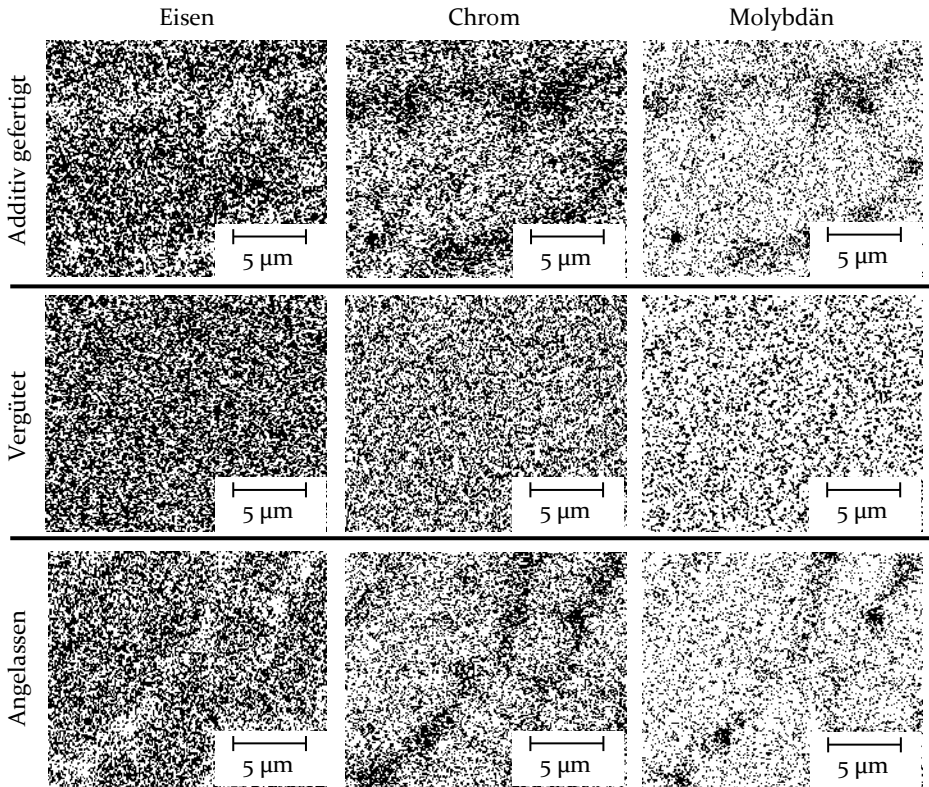 Eisen Chrom Molybdän
Additiv gefertigt
5 µm 5 µm 5 µm
Vergütet
5 µm 5 µm 5 µm
Angelassen
5 µm 5 µm 5 µm